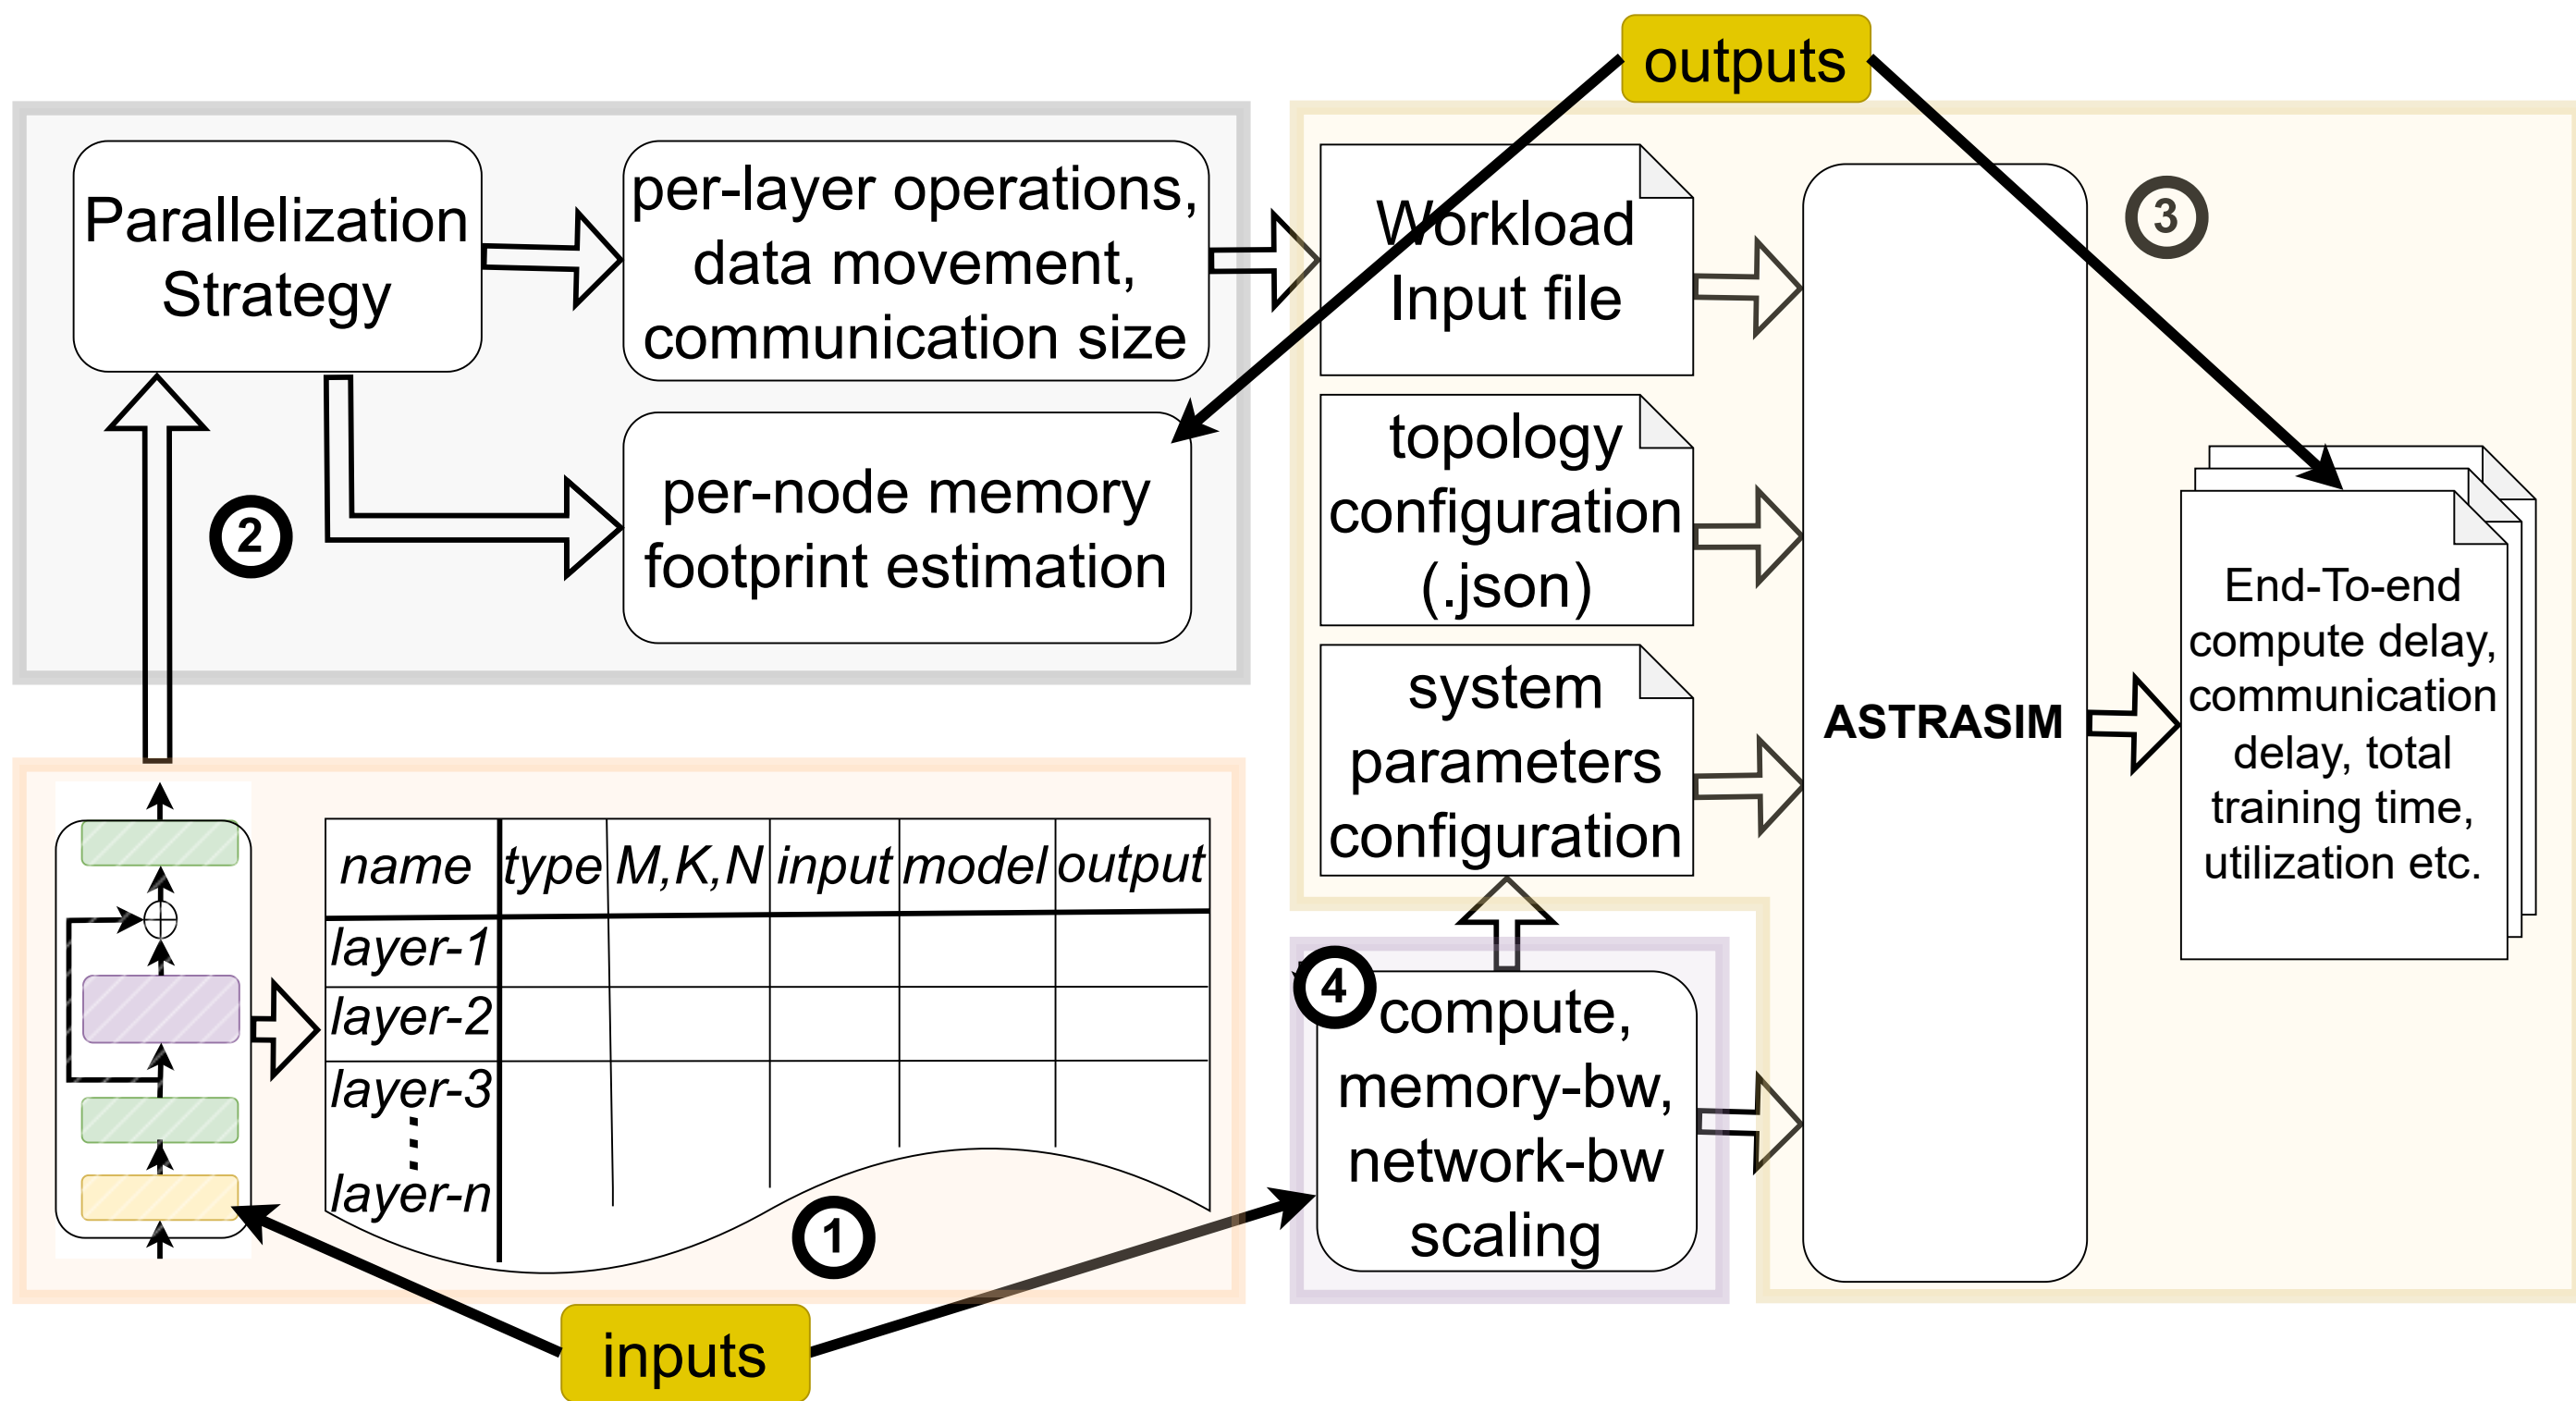 outputs
Parallelization
Strategy
per-layer operations,
data movement,
communication size
per-node memory
footprint estimation
2
Workload
Input file
topology
configuration
(.json)
system
parameters
configuration
ASTRASIM
3
End-To-end
compute delay,
communication
delay, total
training time,
utilization etc.
name type M,K,N input model output
layer-1
layer-2
layer-3
layer-n
1
4
compute,
memory-bw,
network-bw
scaling
inputs